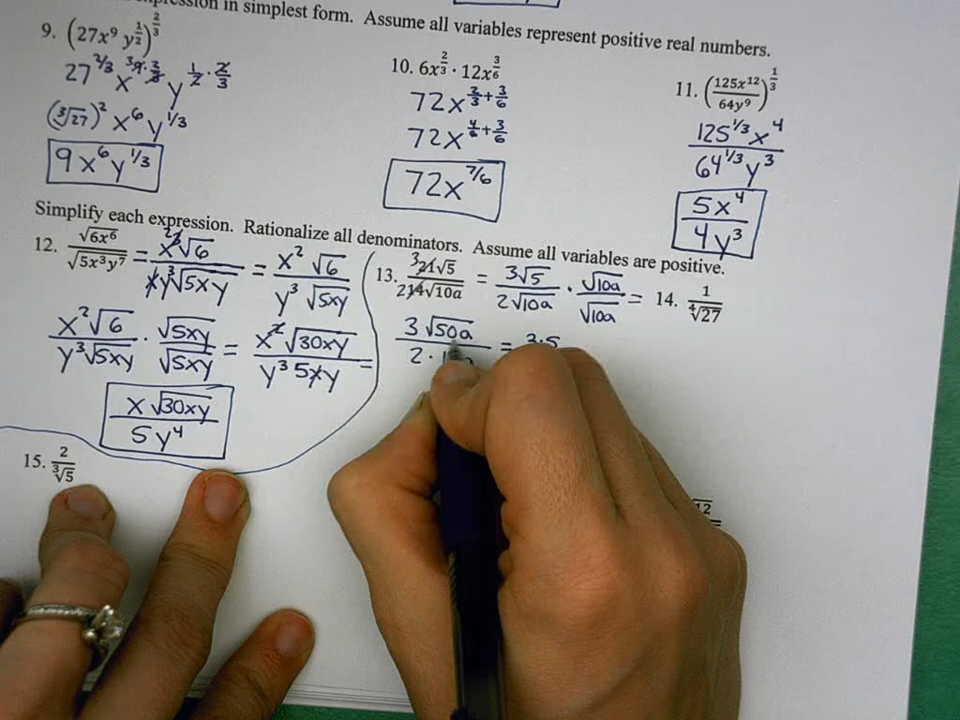 expression in simplest form. Assume all variables represent positive real numbers.
9. (27x⁹ y^{1/2})^{2/3}
27^{2/3} x^{³9·2/3} y^{1/2 · 2/3}
(∛27)² x⁶ y^{1/3}
9x⁶y^{1/3}
10. 6x^{2/3} · 12x^{3/6}
72x^{2/3 + 3/6}
72x^{4/6 + 3/6}
72x^{7/6}
11. (125x¹²/64y⁹)^{1/3}
125^{1/3}x⁴/64^{1/3}y³
5x⁴/4y³
Simplify each expression. Rationalize all denominators. Assume all variables are positive.
12. √6x⁶/√5x³y⁷ = x³√6/xy³√5xy = x²√6/y³√5xy
x²√6/y³√5xy · √5xy/√5xy = x²√30xy/y³5xy =
x√30xy/5y⁴
13. 21√5/14√10a = 3√5/2√10a · √10a/√10a =
3√50a/2· = 3·5
14. 1/∜27
15. 2/∛5